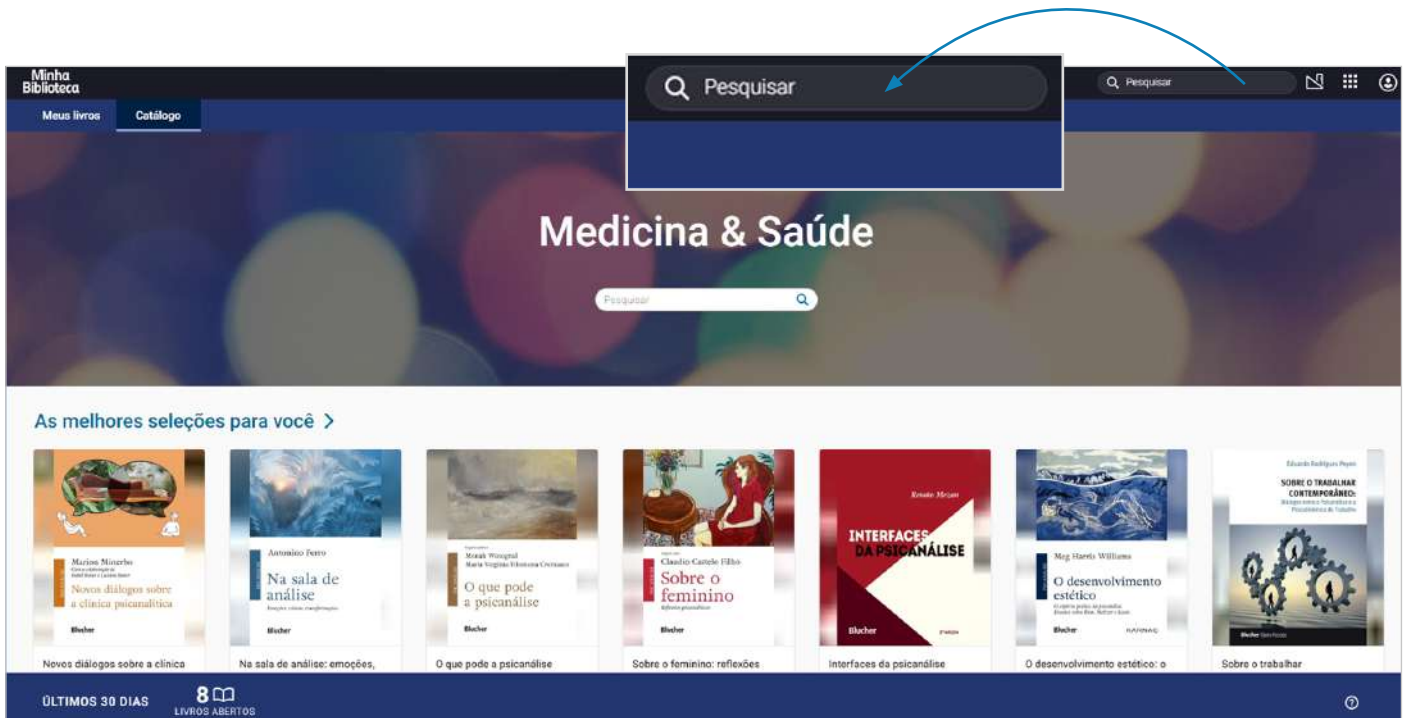 Minha
Biblioteca
Pesquisar
Pesquisar
Meus livros
Catálogo
Medicina & Saúde
Pesquisar
As melhores seleções para você >
Marion Minerbo
Novos diálogos sobre
a clínica psicanalítica
Blucher
Antonino Ferro
Na sala de
análise
Blucher
O que pode
a psicanálise
Blucher
Claudio Castelo Filho
Sobre o
feminino
Blucher
Renato Mezan
INTERFACES
DA PSICANÁLISE
Blucher
Meg Harris Williams
O desenvolvimento
estético
Blucher
KARNAC
SOBRE O TRABALHAR
CONTEMPORÂNEO:
Blucher
Novos diálogos sobre a clínica
Na sala de análise: emoções,
O que pode a psicanálise
Sobre o feminino: reflexões
Interfaces da psicanálise
O desenvolvimento estético: o
Sobre o trabalhar
ÚLTIMOS 30 DIAS
8
LIVROS ABERTOS